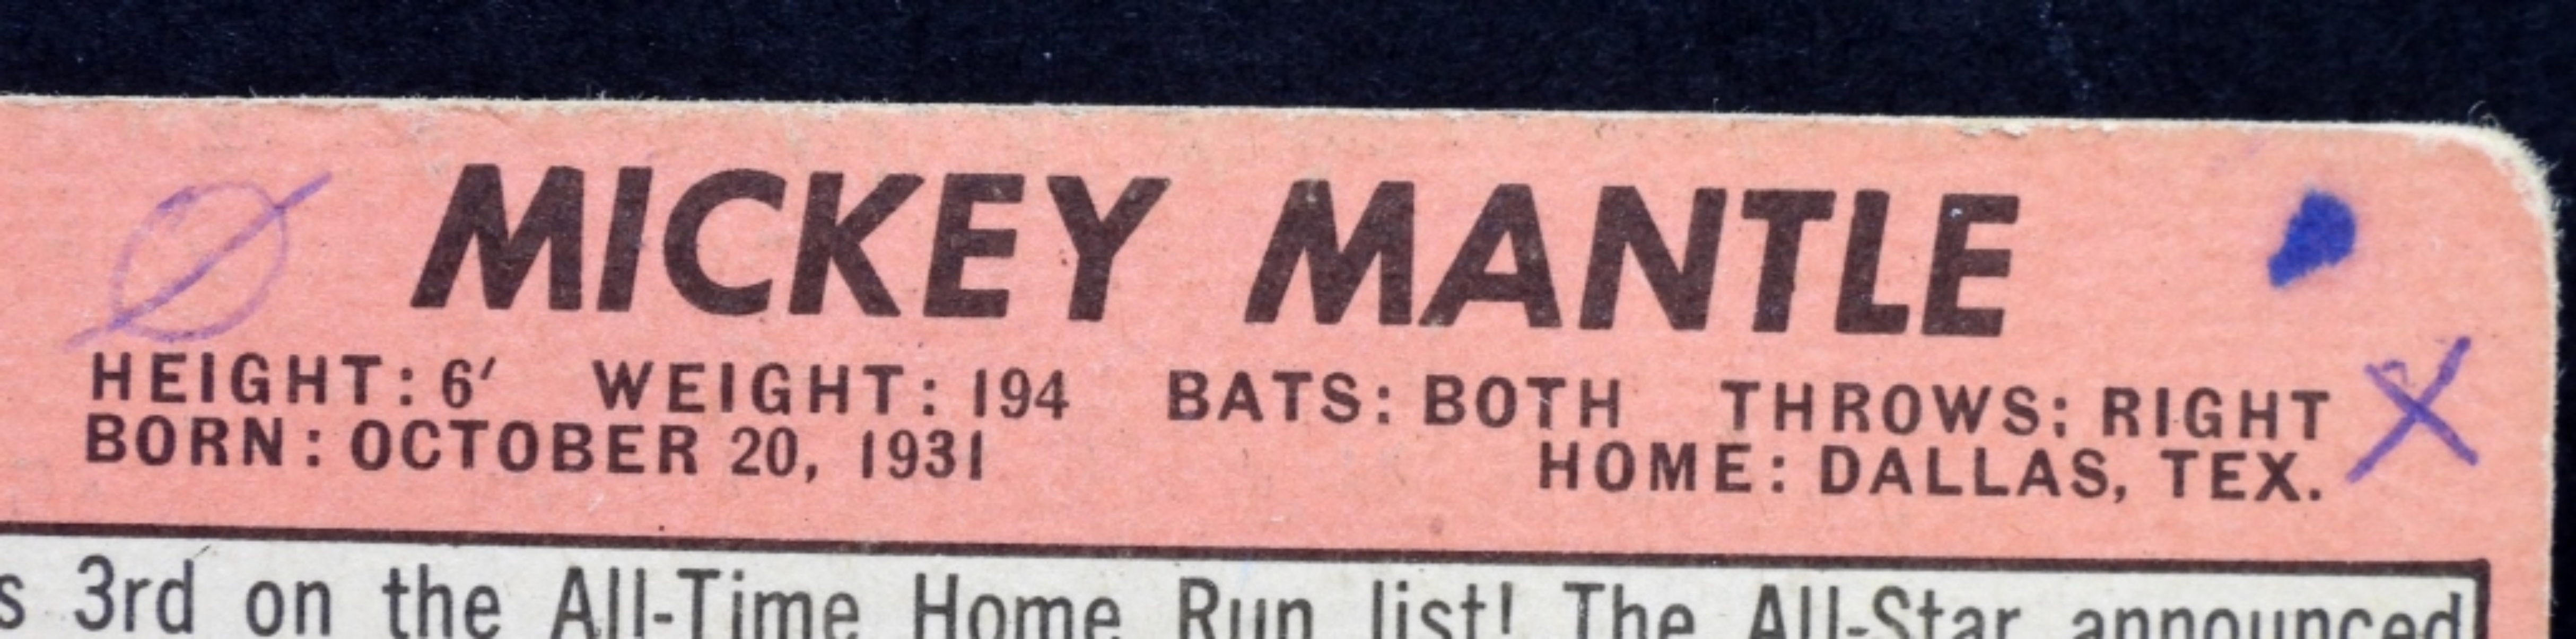 MICKEY MANTLE
HEIGHT: 6′ WEIGHT: 194 BATS: BOTH THROWS: RIGHT X
BORN: OCTOBER 20, 1931 HOME: DALLAS, TEX.
s 3rd on the All-Time Home Run list! The All-Star announced